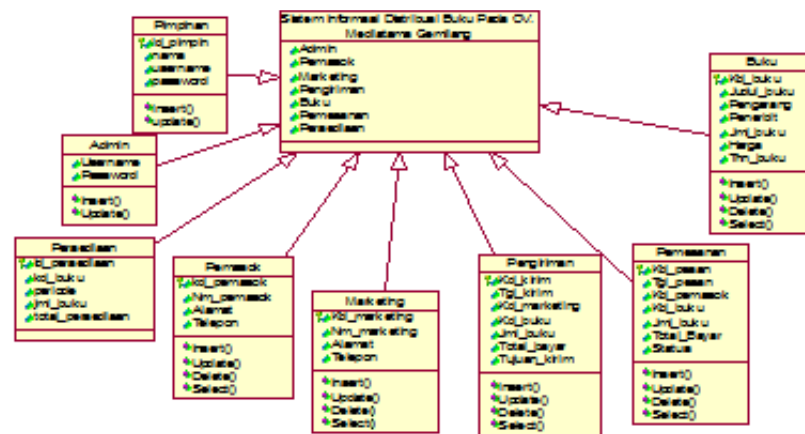 Pimpinan
id_pimpin
name
username
password
Insert()
update()
Sistem Informasi Distribusi Buku Pada CV.
Mediatama Gemilang
Admin
Pemasok
Marketing
Pengiriman
Buku
Pemesanan
Persediaan
Buku
Kd_buku
Judul_buku
Pengarang
Penerbit
Jml_buku
Harga
Thn_buku
Insert()
Update()
Delete()
Select()
Admin
Username
Password
Insert()
Update()
Persediaan
kd_buku
periode
jml_buku
total_persediaan
Pemasok
kd_pemasok
Nm_pemasok
Alamat
Telepon
Insert()
Update()
Delete()
Select()
Marketing
Kd_marketing
Nm_marketing
Alamat
Telepon
Insert()
Update()
Delete()
Select()
Pengiriman
Kd_kirim
Tgl_kirim
Kd_marketing
Kd_buku
Jml_buku
Total_bayar
Tujuan_kirim
Insert()
Update()
Delete()
Select()
Pemesanan
Kd_pesan
Tgl_pesan
Kd_pemasok
Kd_buku
Jml_buku
Total_Bayar
Status
Insert()
Update()
Delete()
Select()